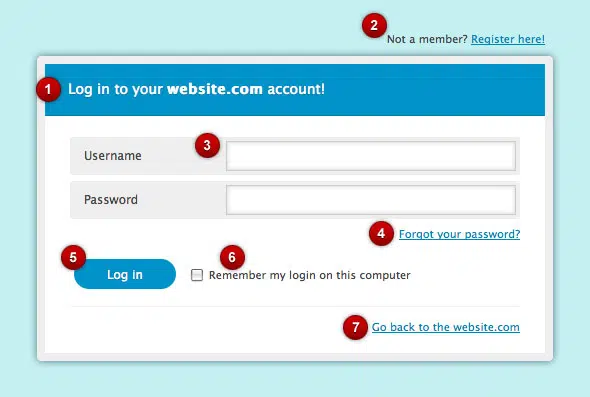 2
Not a member? Register here!
1 Log in to your website.com account!
Username 3
Password
4 Forgot your password?
5 6
Log in Remember my login on this computer
7 Go back to the website.com